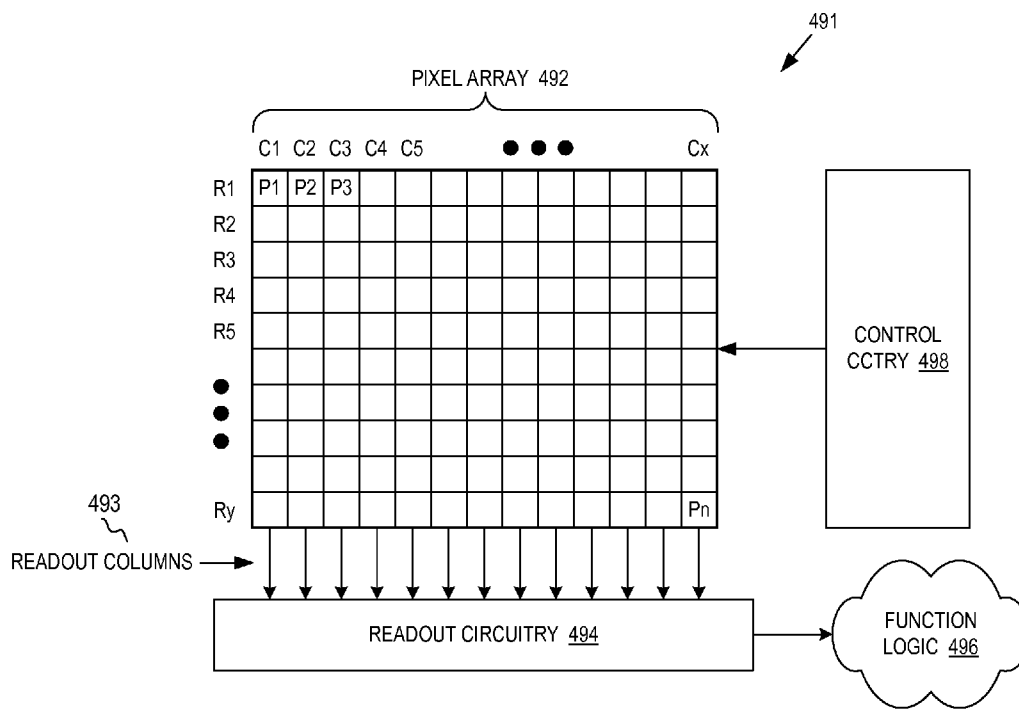 491
PIXEL ARRAY 492
C1 C2 C3 C4 C5 Cx
R1 P1 P2 P3
R2
R3
R4
R5
CONTROL
CCTRY 498
Ry Pn
493
READOUT COLUMNS
READOUT CIRCUITRY 494
FUNCTION
LOGIC 496